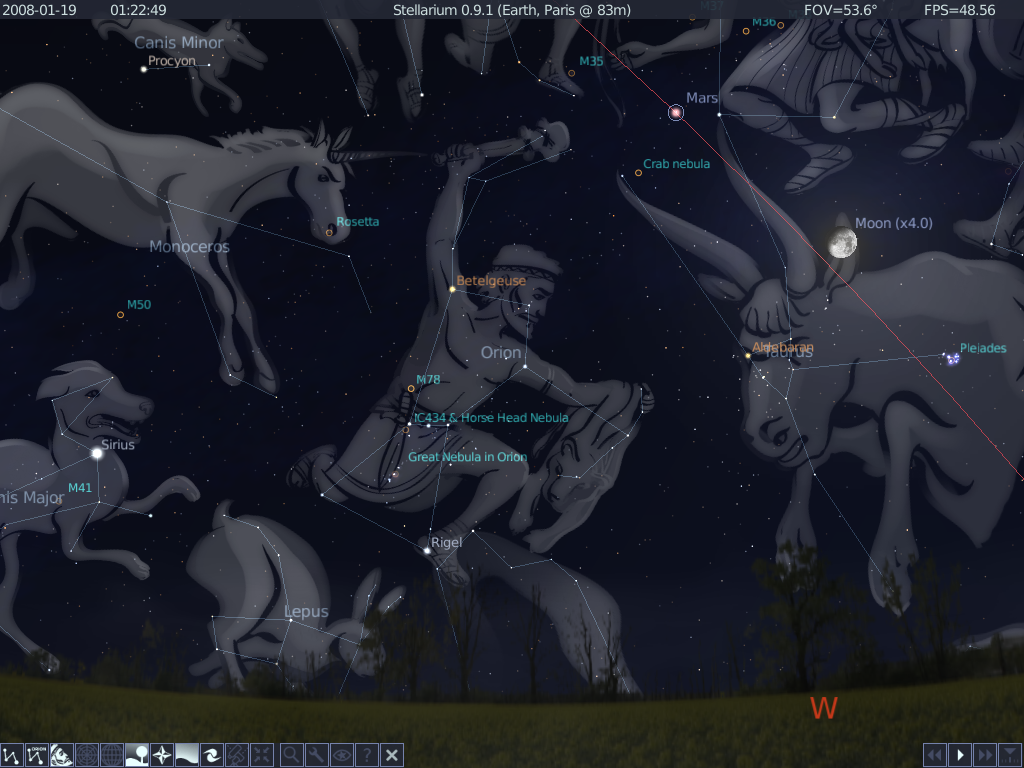 2008-01-19 01:22:49 Stellarium 0.9.1 (Earth, Paris @ 83m) FOV=53.6° FPS=48.56
M36
Canis Minor
Procyon
M35
Mars
Crab nebula
Rosetta
Moon (x4.0)
Monoceros
Betelgeuse
M50
Orion
Aldebaran
Taurus
Pleiades
M78
IC434 & Horse Head Nebula
Sirius
Great Nebula in Orion
M41
nis Major
Rigel
Lepus
W
ORION
?